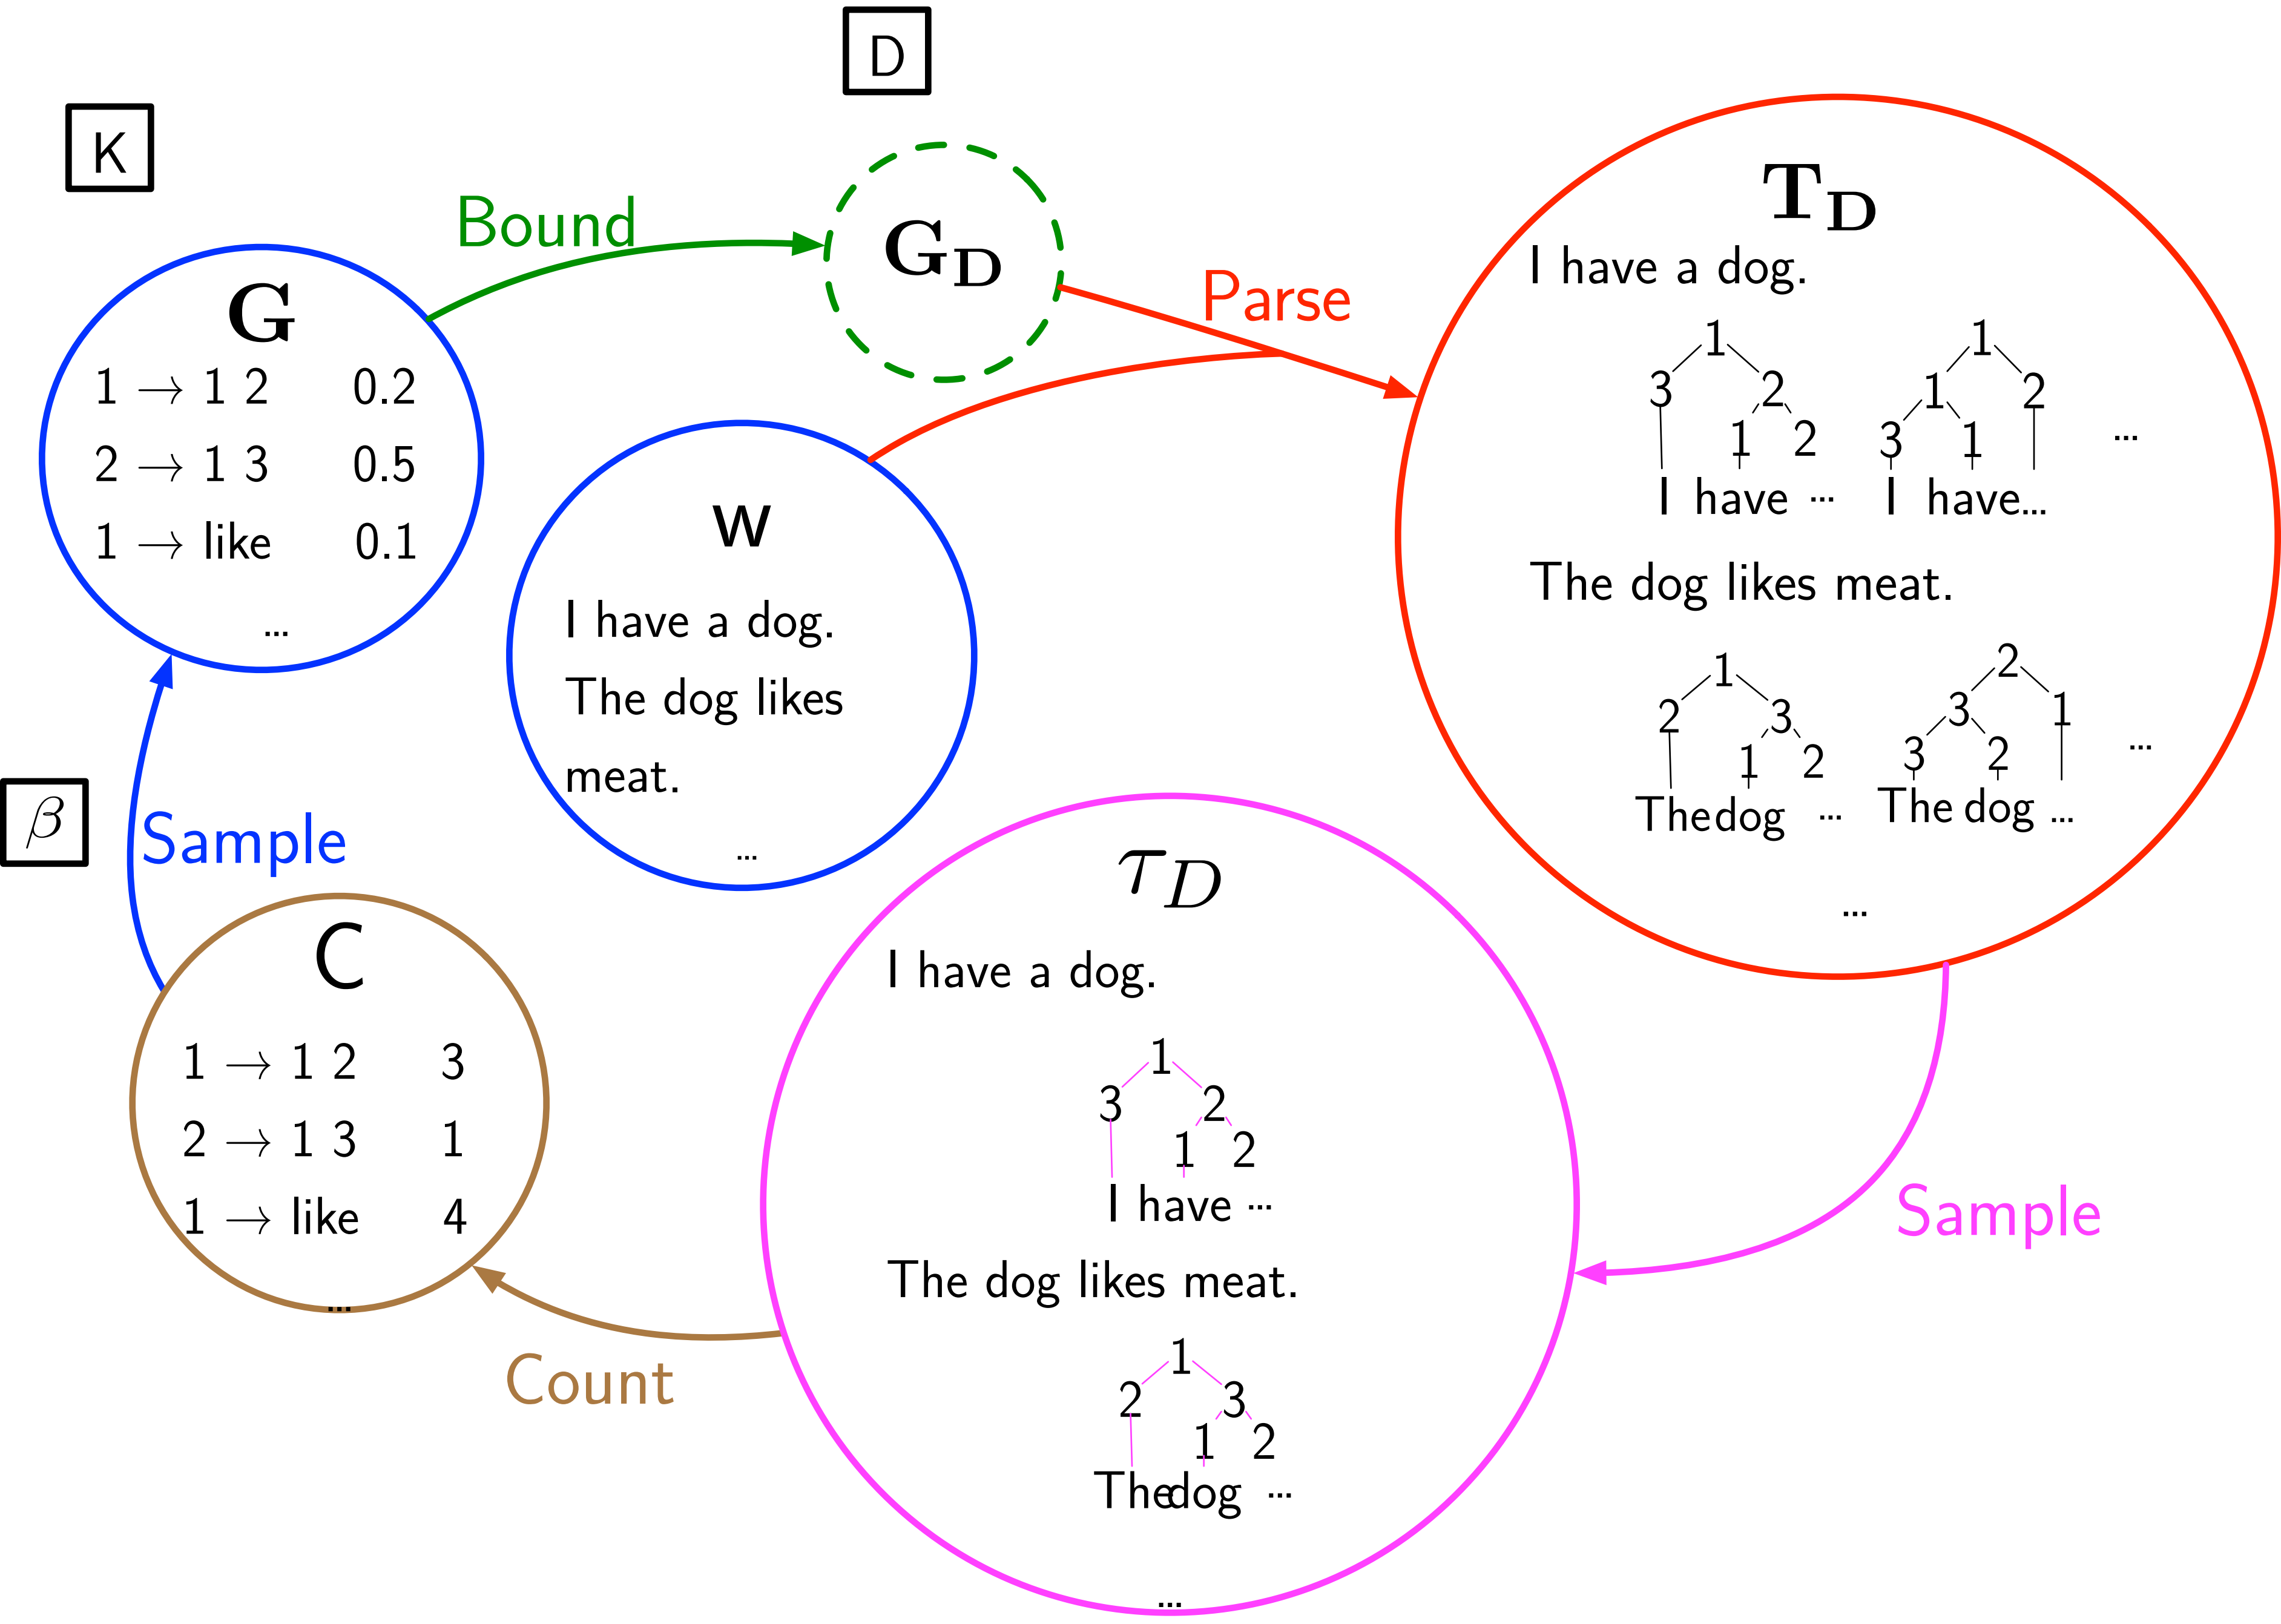 K
D
Bound
G
1 → 1 2 0.2
2 → 1 3 0.5
1 → like 0.1
...
G_D
Parse
W
I have a dog.
The dog likes
meat.
...
T_D
I have a dog.
1 1
3 2 1 2
1 2 3 1 ...
I have ... I have...
The dog likes meat.
1 2
2 3 3 1
1 2 3 2 ...
The dog ... The dog ...
...
β
Sample
C
1 → 1 2 3
2 → 1 3 1
1 → like 4
...
Count
τ_D
I have a dog.
1
3 2
1 2
I have ...
The dog likes meat.
1
2 3
1 2
The dog ...
...
Sample